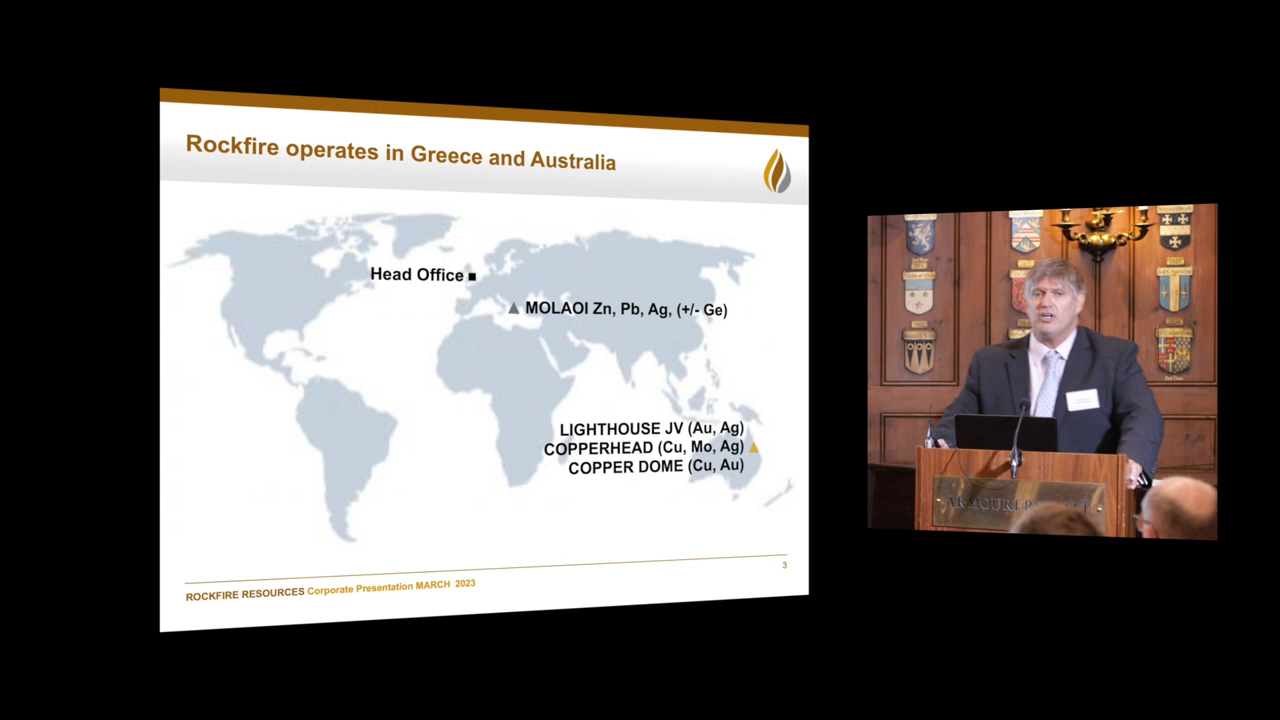 Rockfire operates in Greece and Australia
Head Office
MOLAOI Zn, Pb, Ag, (+/- Ge)
LIGHTHOUSE JV (Au, Ag)
COPPERHEAD (Cu, Mo, Ag)
COPPER DOME (Cu, Au)
3
ROCKFIRE RESOURCES Corporate Presentation MARCH 2023